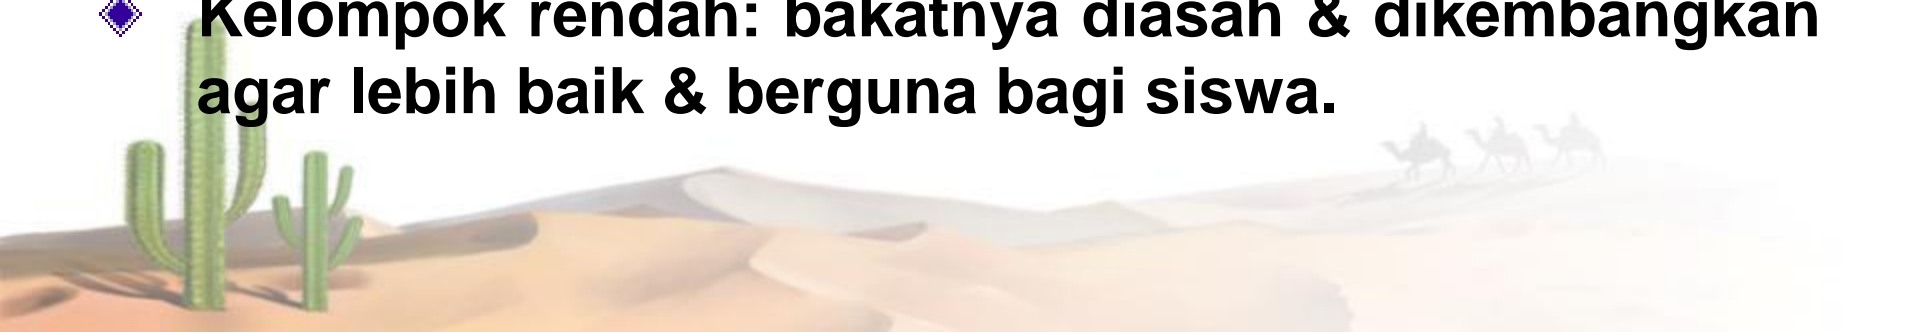 Kelompok rendah: bakatnya diasah & dikembangkan
agar lebih baik & berguna bagi siswa.